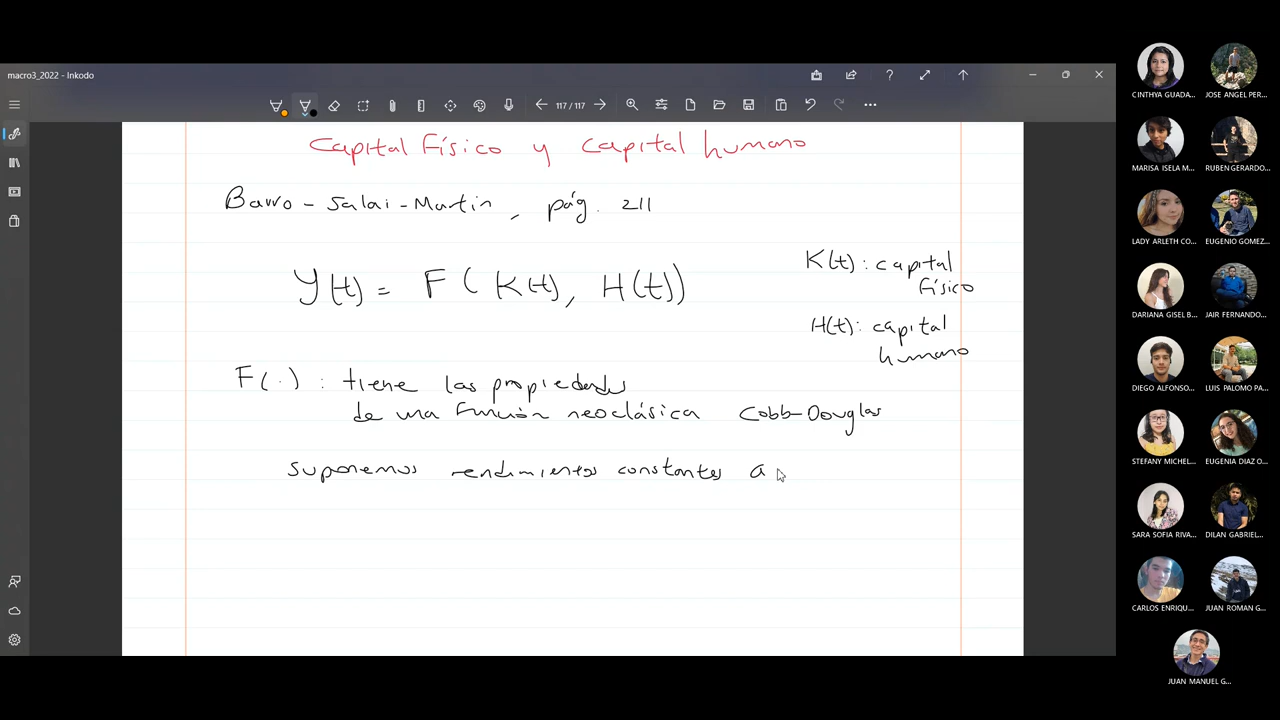 macro3_2022 - Inkodo
117 / 117
Capital Físico y capital humano
Barro - Salai - Martin, pág. 211
Y(t) = F ( K(t), H(t))
K(t): capital
físico
H(t): capital
humano
F(.) : tiene las propiedades
de una función neoclásica Cobb-Douglas
suponemos rendimientos constantes a
CINTHYA GUADA...
JOSE ANGEL PER...
MARISA ISELA M...
RUBEN GERARDO...
LADY ARLETH CO...
EUGENIO GOMEZ...
DARIANA GISEL B...
JAIR FERNANDO...
DIEGO ALFONSO...
LUIS PALOMO PA...
STEFANY MICHEL...
EUGENIA DIAZ O...
SARA SOFIA RIVA...
DILAN GABRIEL...
CARLOS ENRIQU...
JUAN ROMAN G...
JUAN MANUEL G...